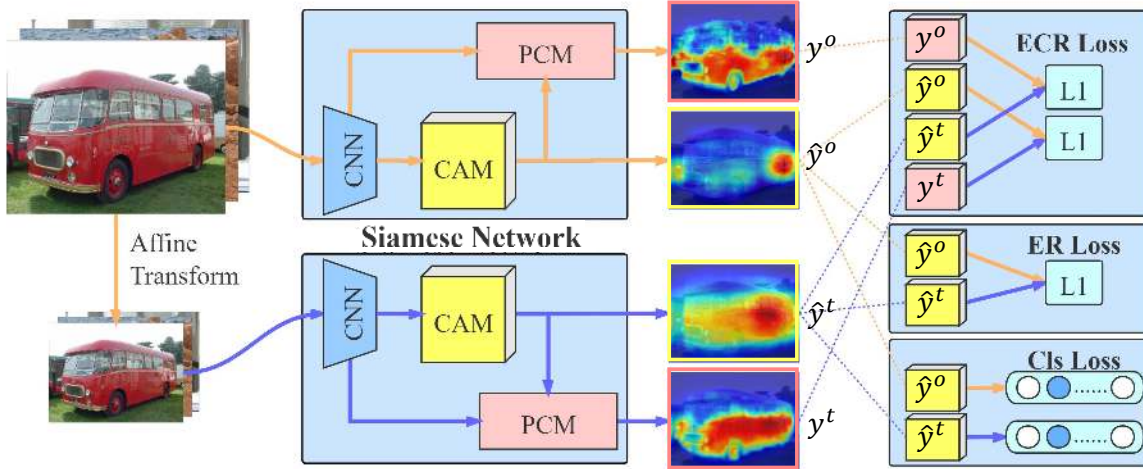 PCM
CNN
CAM
y^o
ŷ^o
Siamese Network
Affine
Transform
CNN
CAM
PCM
ŷ^t
y^t
ECR Loss
y^o
ŷ^o
ŷ^t
y^t
L1
L1
ER Loss
ŷ^o
ŷ^t
L1
Cls Loss
ŷ^o
ŷ^t
......
......